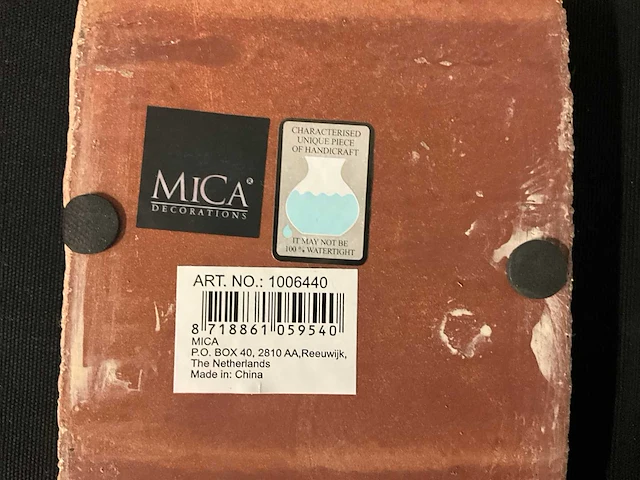 MICA
DECORATIONS
CHARACTERISED
UNIQUE PIECE
OF HANDICRAFT
IT MAY NOT BE
100 % WATERTIGHT
ART. NO.: 1006440
8 718861 059540
MICA
P.O. BOX 40, 2810 AA,Reeuwijk,
The Netherlands
Made in: China